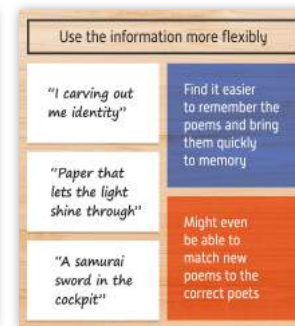 Use the information more flexibly
"I carving out
me identity"
"Paper that
lets the light
shine through"
"A samurai
sword in the
cockpit"
Find it easier
to remember the
poems and bring
them quickly
to memory
Might even
be able to
match new
poems to the
correct poets